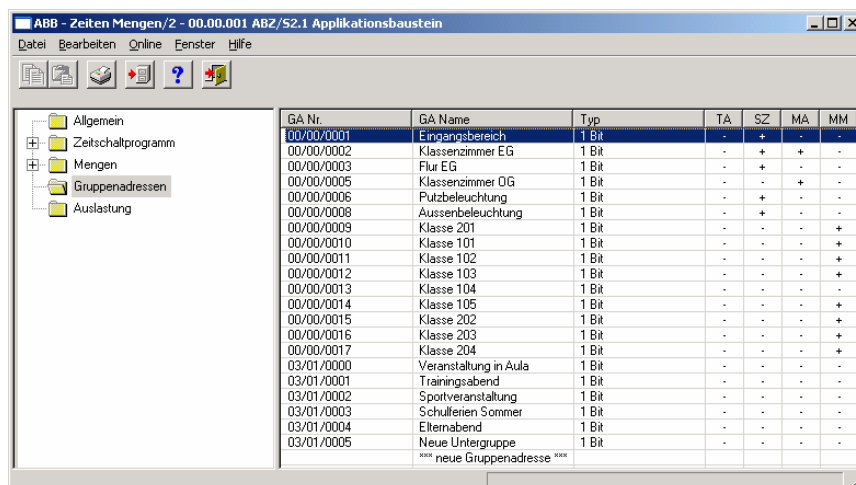 ABB - Zeiten Mengen/2 - 00.00.001 ABZ/S2.1 Applikationsbaustein
Datei Bearbeiten Online Fenster Hilfe
Allgemein
Zeitschaltprogramm
Mengen
Gruppenadressen
Auslastung
GA Nr. GA Name Typ TA SZ MA MM
00/00/0001 Eingangsbereich 1 Bit - + - -
00/00/0002 Klassenzimmer EG 1 Bit - + + -
00/00/0003 Flur EG 1 Bit - + - -
00/00/0005 Klassenzimmer OG 1 Bit - - + -
00/00/0006 Putzbeleuchtung 1 Bit - + - -
00/00/0008 Aussenbeleuchtung 1 Bit - + - -
00/00/0009 Klasse 201 1 Bit - - - +
00/00/0010 Klasse 101 1 Bit - - - +
00/00/0011 Klasse 102 1 Bit - - - +
00/00/0012 Klasse 103 1 Bit - - - +
00/00/0013 Klasse 104 1 Bit - - - -
00/00/0014 Klasse 105 1 Bit - - - +
00/00/0015 Klasse 202 1 Bit - - - +
00/00/0016 Klasse 203 1 Bit - - - +
00/00/0017 Klasse 204 1 Bit - - - +
03/01/0000 Veranstaltung in Aula 1 Bit - - - -
03/01/0001 Trainingsabend 1 Bit - - - -
03/01/0002 Sportveranstaltung 1 Bit - - - -
03/01/0003 Schulferien Sommer 1 Bit - - - -
03/01/0004 Elternabend 1 Bit - - - -
03/01/0005 Neue Untergruppe 1 Bit - - - -
*** neue Gruppenadresse ***